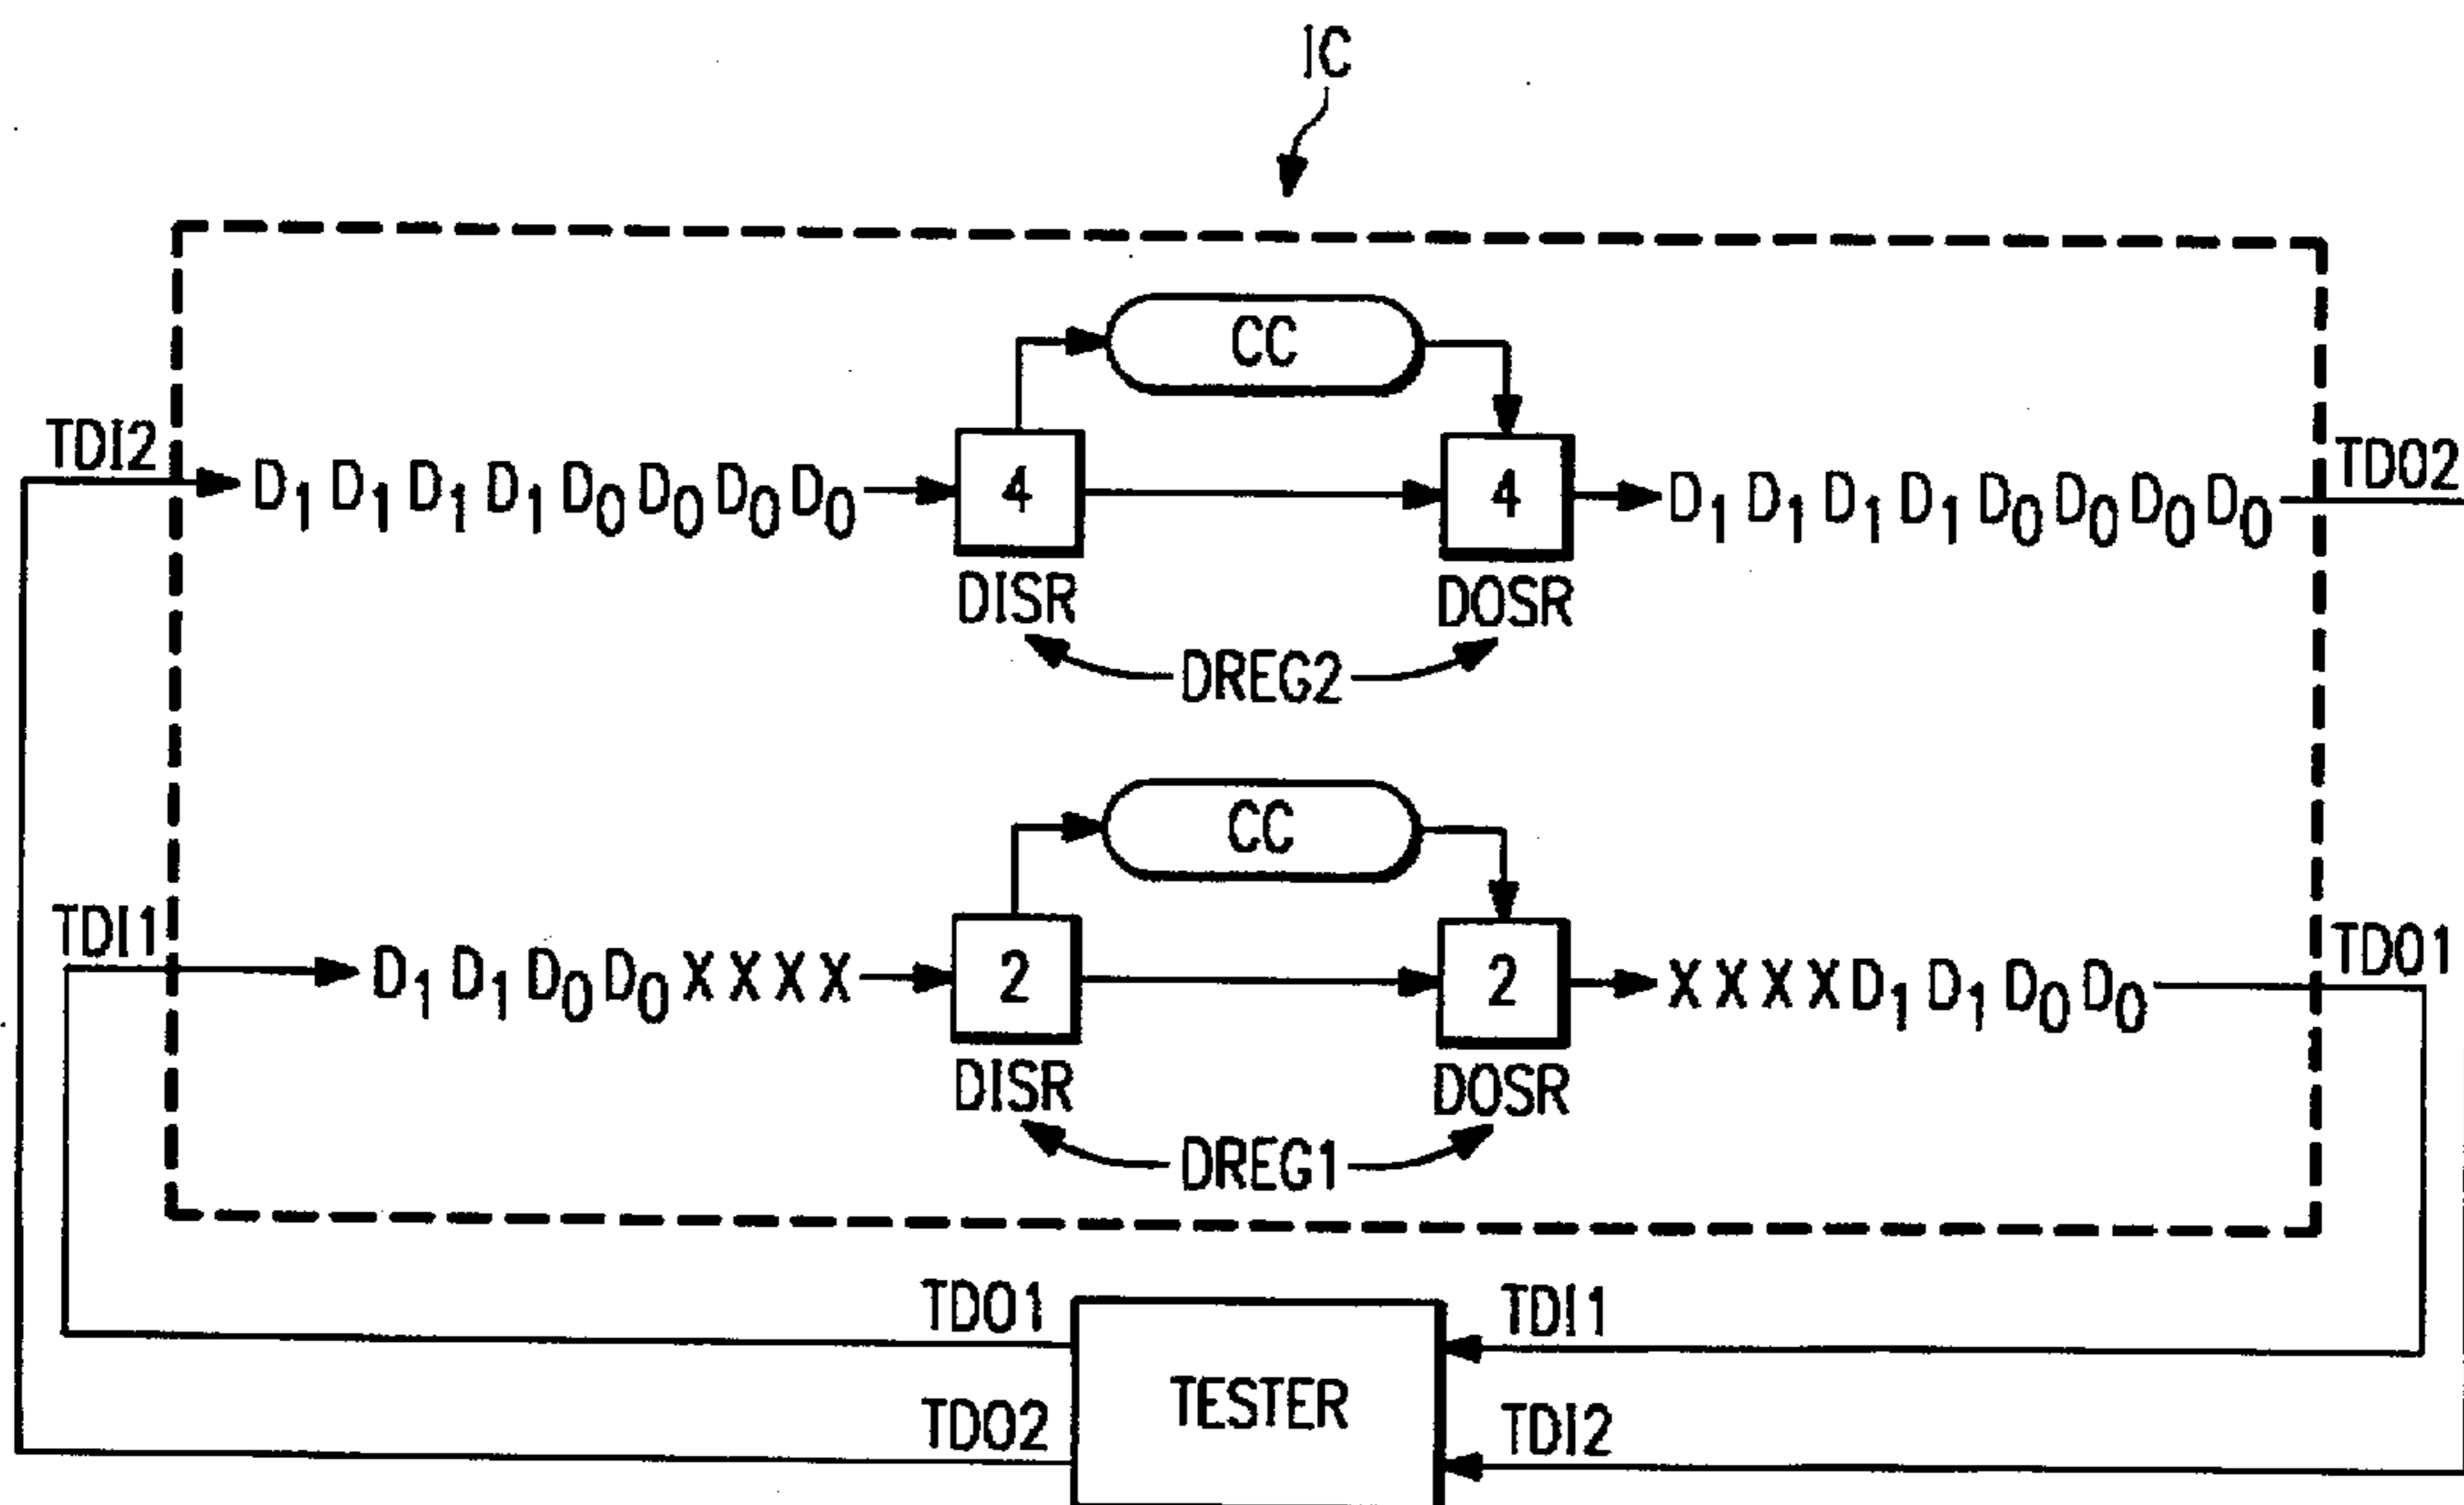 IC
CC
TDI2
D₁ D₁ D₁ D₁ D₀ D₀ D₀ D₀
4
4
D₁ D₁ D₁ D₁ D₀ D₀ D₀ D₀
TDO2
DISR
DOSR
DREG2
CC
TDI1
D₁ D₁ D₀ D₀ X X X X
2
2
X X X X D₁ D₁ D₀ D₀
TDO1
DISR
DOSR
DREG1
TDO1
TDI1
TESTER
TDO2
TDI2